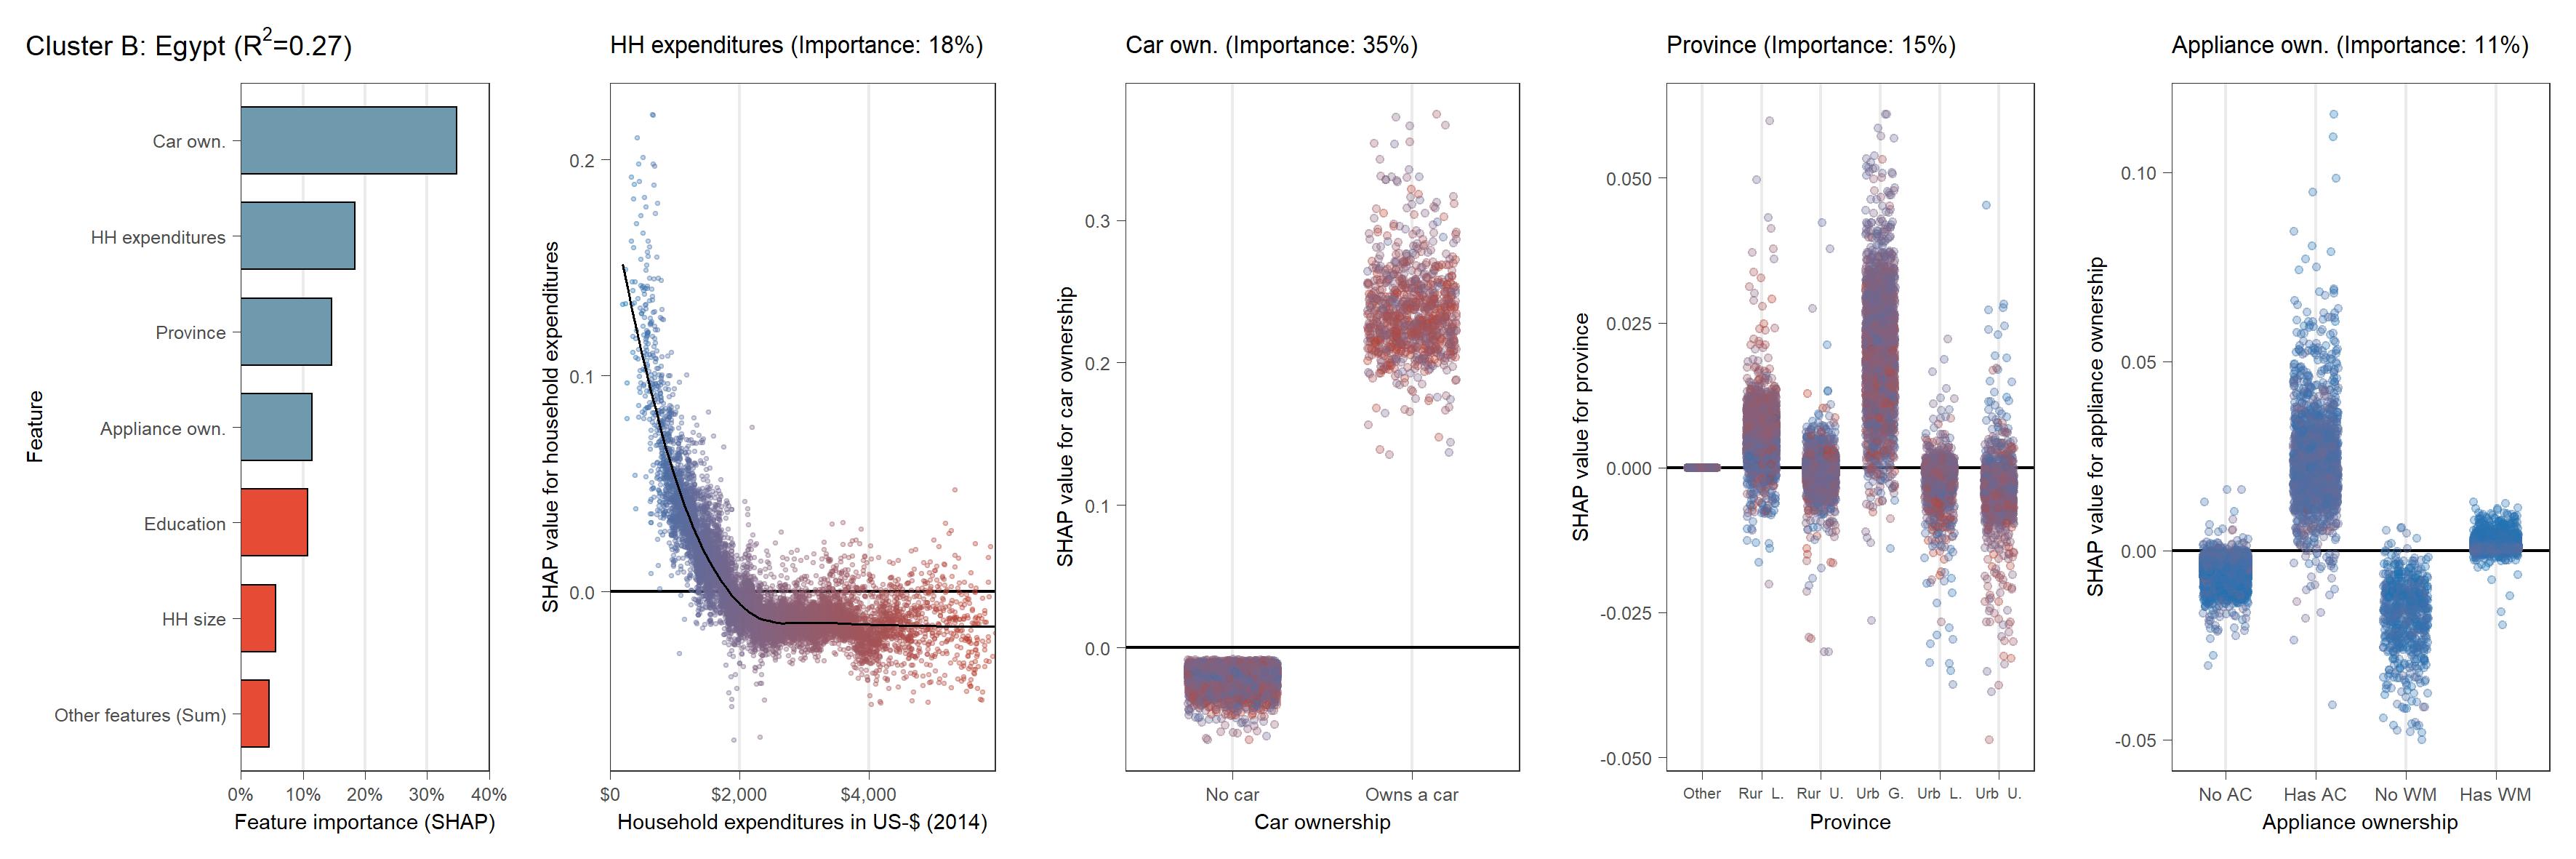 Cluster B: Egypt (R2=0.27)
Feature
Car own.
HH expenditures
Province
Appliance own.
Education
HH size
Other features (Sum)
0% 10% 20% 30% 40%
Feature importance (SHAP)
HH expenditures (Importance: 18%)
SHAP value for household expenditures
0.2
0.1
0.0
$0 $2,000 $4,000
Household expenditures in US-$ (2014)
Car own. (Importance: 35%)
SHAP value for car ownership
0.3
0.2
0.1
0.0
No car Owns a car
Car ownership
Province (Importance: 15%)
SHAP value for province
0.050
0.025
0.000
-0.025
-0.050
Other Rur L. Rur U. Urb G. Urb L. Urb U.
Province
Appliance own. (Importance: 11%)
SHAP value for appliance ownership
0.10
0.05
0.00
-0.05
No AC Has AC No WM Has WM
Appliance ownership